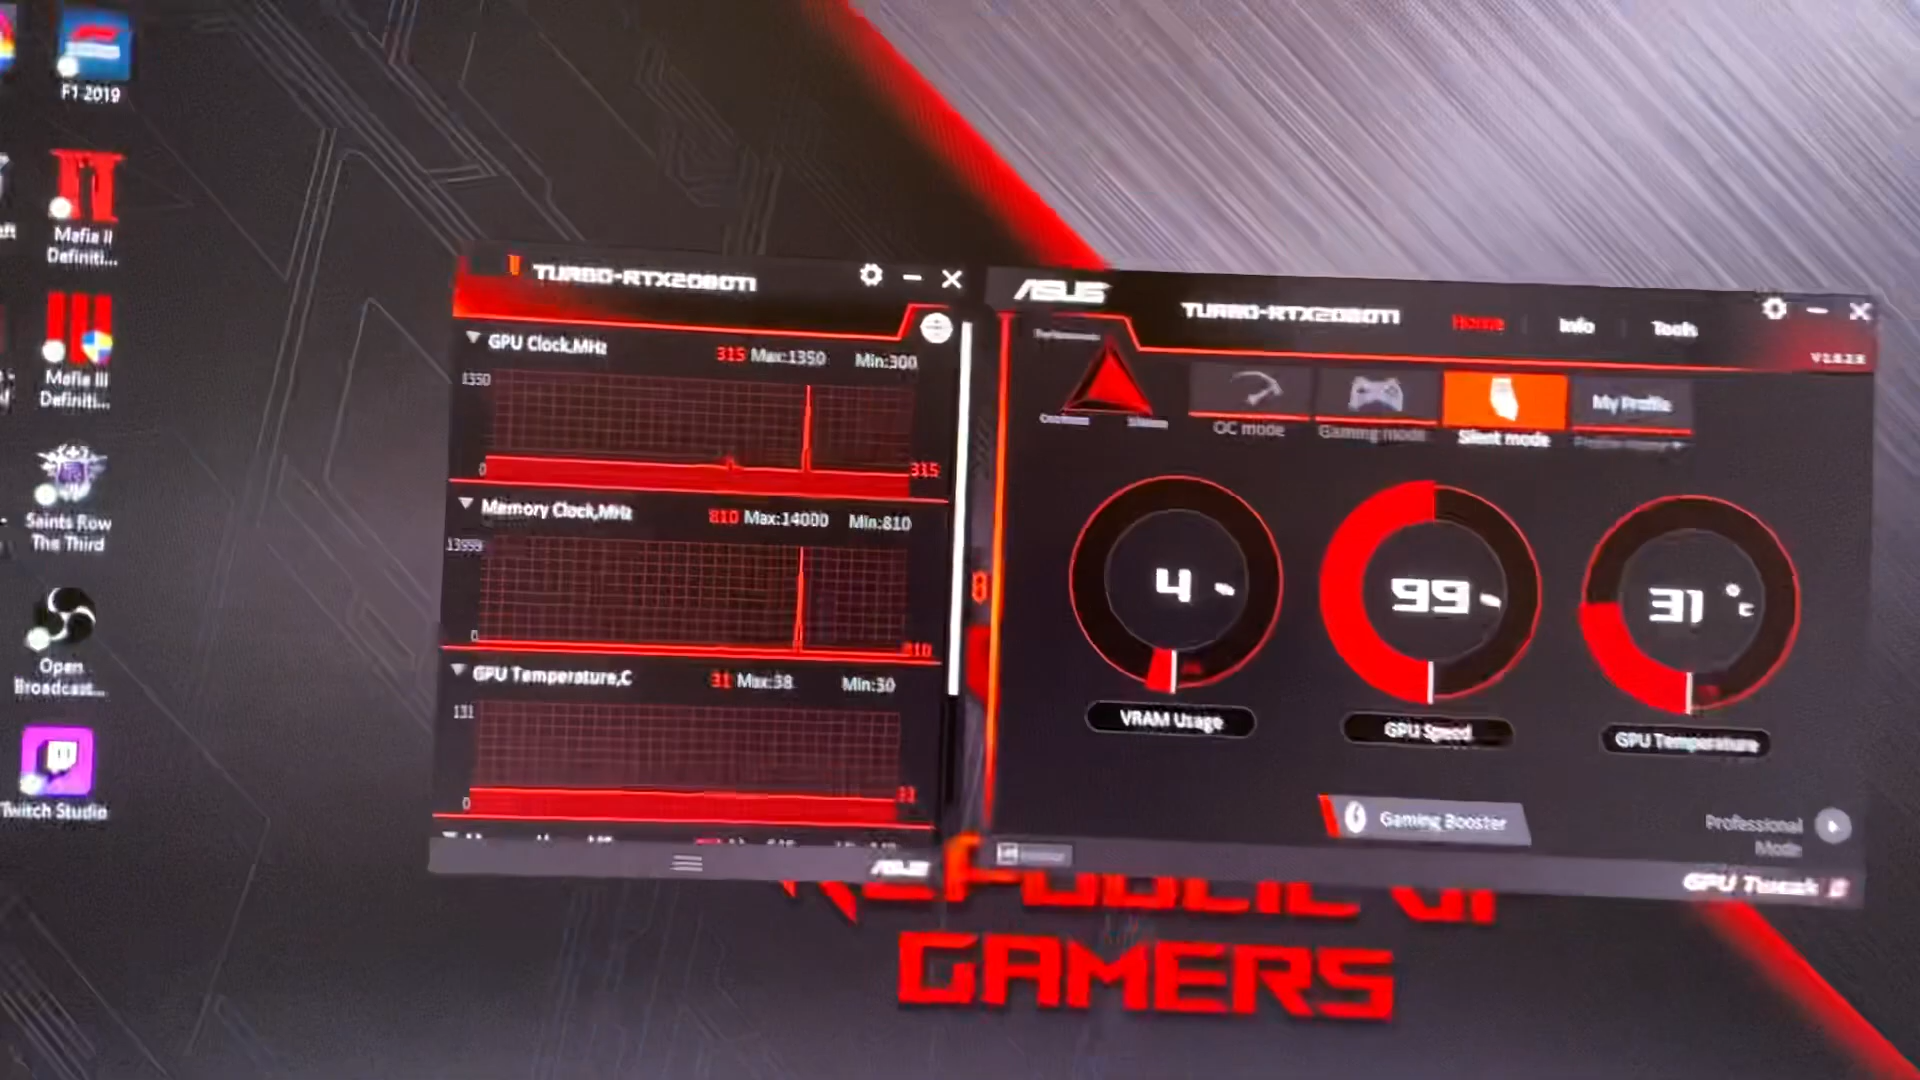 F1 2019
Mafia II
Definiti...
Mafia III
Definiti...
Saints Row
The Third
Open
Broadcast...
Twitch Studio
TURBO-RTX2080TI
GPU Clock,MHz
315 Max:1350 Min:300
1350
0
315
Memory Clock,MHz
810 Max:14000 Min:810
13999
0
810
GPU Temperature,C
31 Max:38 Min:30
131
0
31
ASUS
ASUS
TURBO-RTX2080TI
Home
Info
Tools
OC mode
Gaming mode
Silent mode
My Profile
4 %
VRAM Usage
99%
GPU Speed
31 °C
GPU Temperature
Gaming Booster
Professional
Mode
GPU Tweak II
REPUBLIC OF
GAMERS